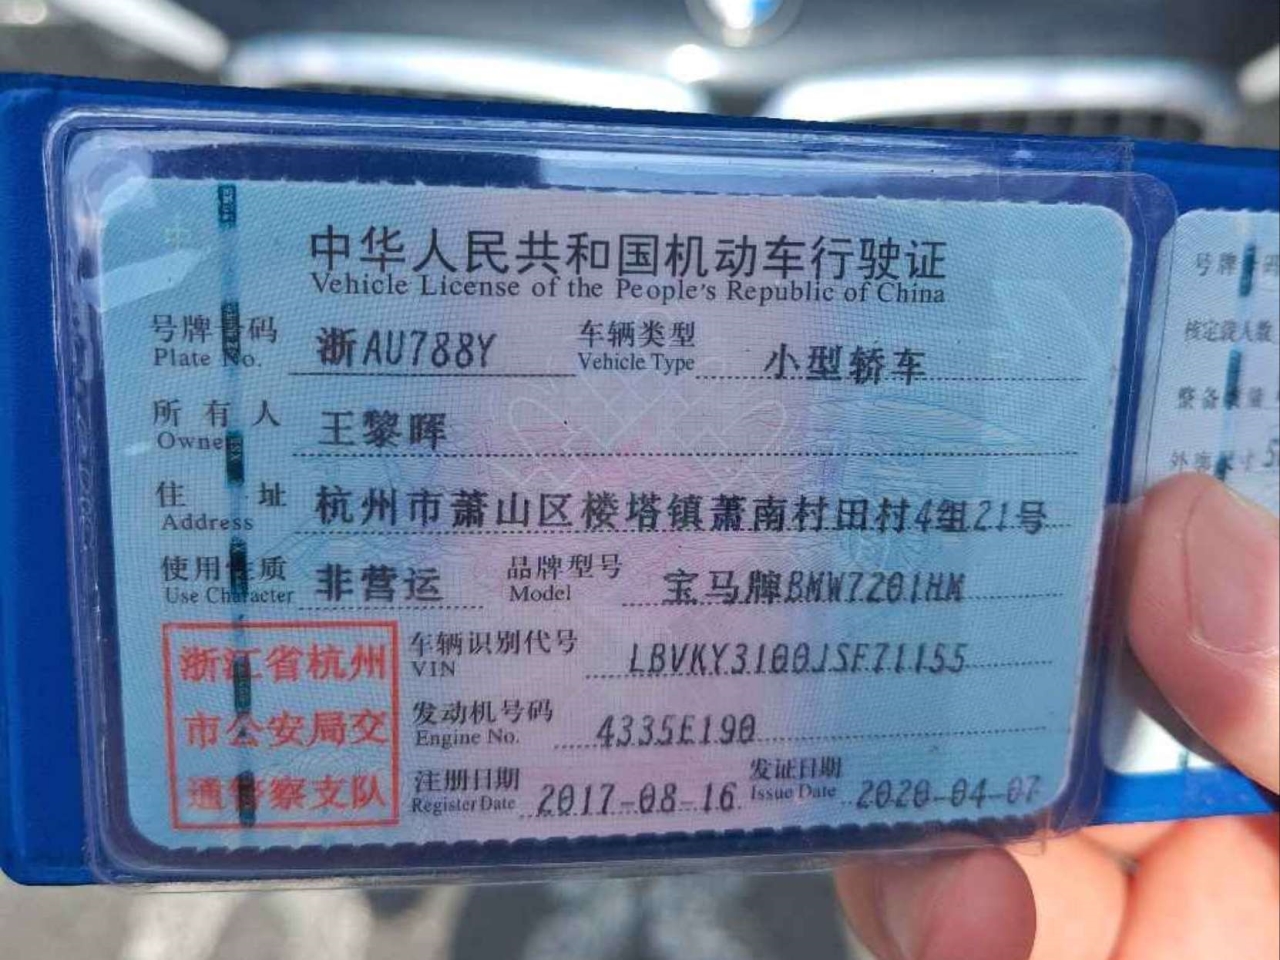 中华人民共和国机动车行驶证
Vehicle License of the People's Republic of China
号牌号码 浙AU788Y 车辆类型 小型轿车
Plate No. Vehicle Type
所有人 王黎晖
Owner
住址 杭州市萧山区楼塔镇萧南村田村4组21号
Address
使用性质 非营运 品牌型号 宝马牌BMW7201HM
Use Character Model
浙江省杭州
市公安局交
通警察支队
车辆识别代号 LBVKY3100JSF71155
VIN
发动机号码 4335E190
Engine No.
注册日期 2017-08-16 发证日期 2020-04-07
Register Date Issue Date
号牌号码
核定载人数
整备质量
外廓尺寸